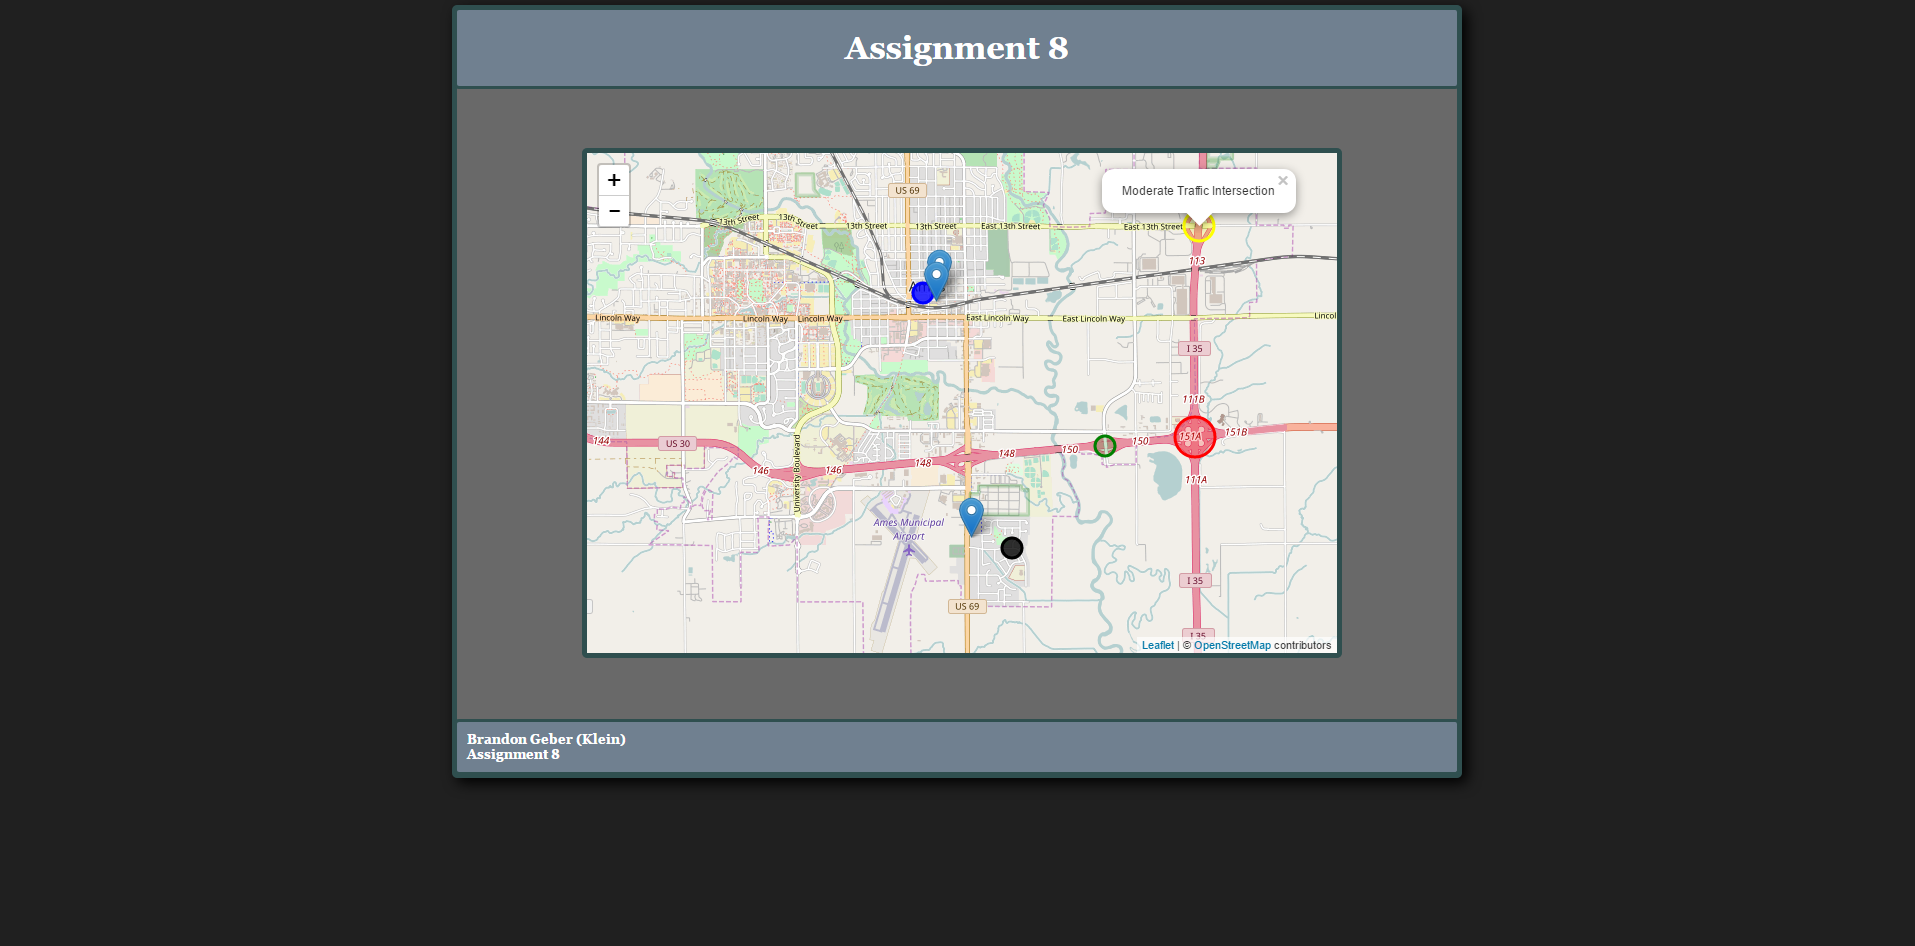 Assignment 8
+
−
US 69
Moderate Traffic Intersection ×
13th Street
13th Street
13th Street
13th Street
East 13th Street
East 13th Street
113
Lincoln Way
Lincoln Way
Lincoln Way
East Lincoln Way
East Lincoln Way
Lincol
I 35
111B
144
US 30
146
146
148
148
150
150
151A
151B
University Boulevard
111A
Ames Municipal
Airport
I 35
US 69
I 35
Leaflet | © OpenStreetMap contributors
Brandon Geber (Klein)
Assignment 8